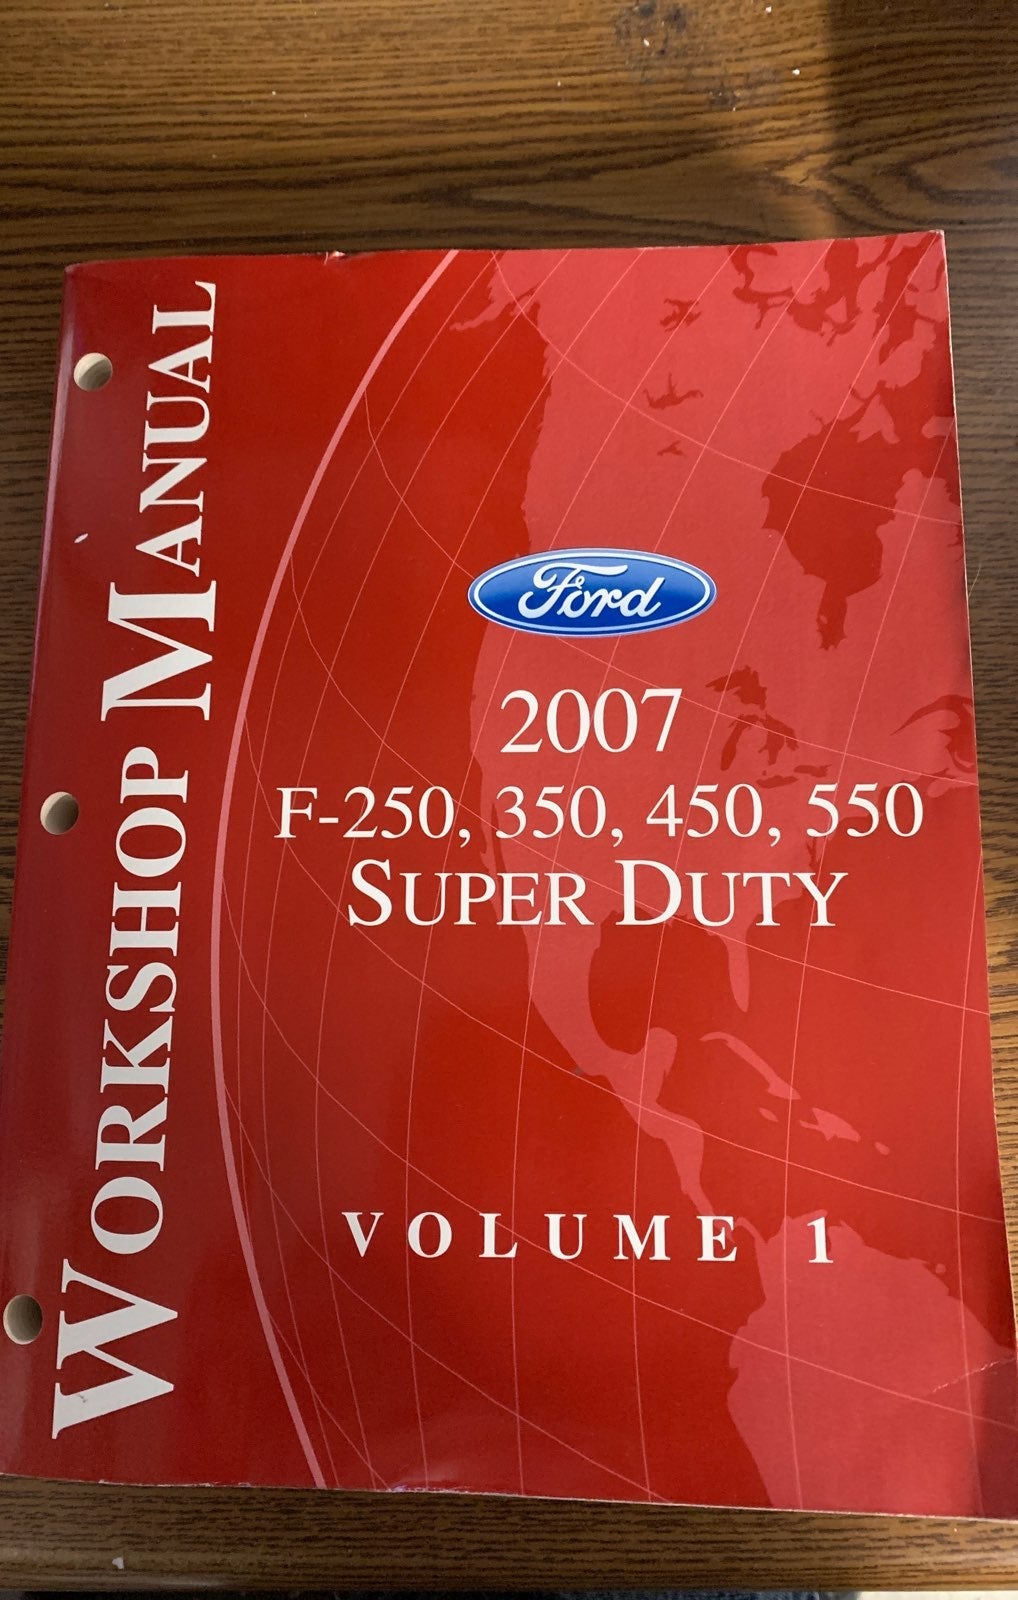 WORKSHOP MANUAL
Ford
2007
F-250, 350, 450, 550
SUPER DUTY
VOLUME 1